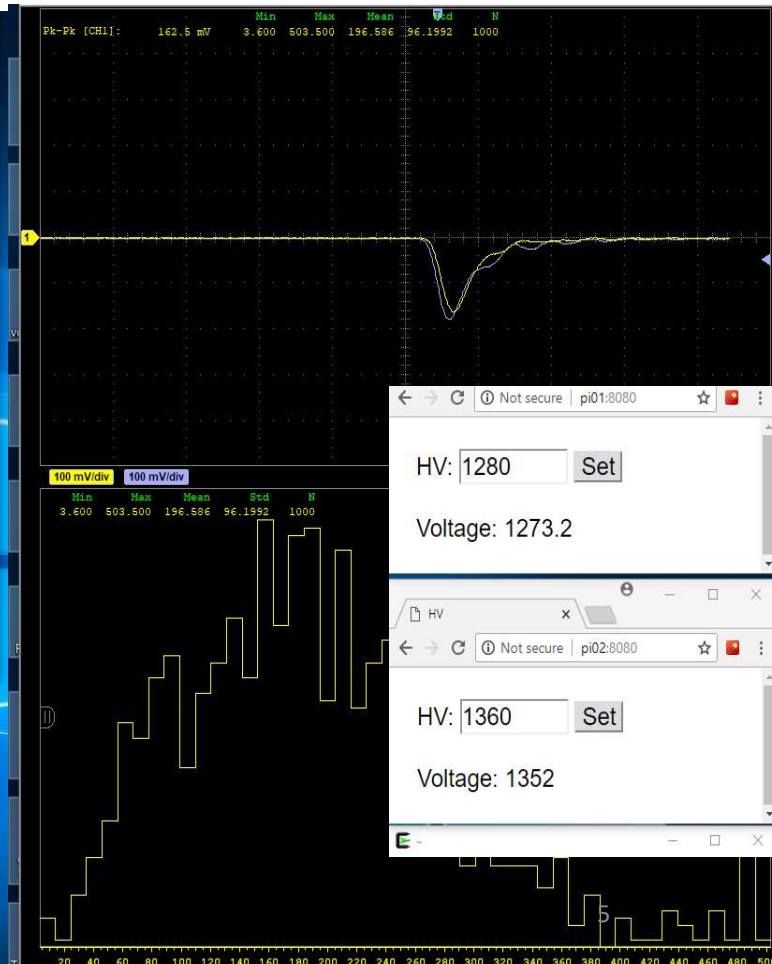 Min Max Mean Std N
Pk-Pk [CH1]: 162.5 mV 3.600 503.500 196.586 96.1992 1000
1
100 mV/div 100 mV/div
Min Max Mean Std N
3.600 503.500 196.586 96.1992 1000
Not secure | pi01:8080
HV: 1280 Set
Voltage: 1273.2
HV
Not secure | pi02:8080
HV: 1360 Set
Voltage: 1352
~
5
20 40 60 80 100 120 140 160 180 200 220 240 260 280 300 320 340 360 380 400 420 440 460 480